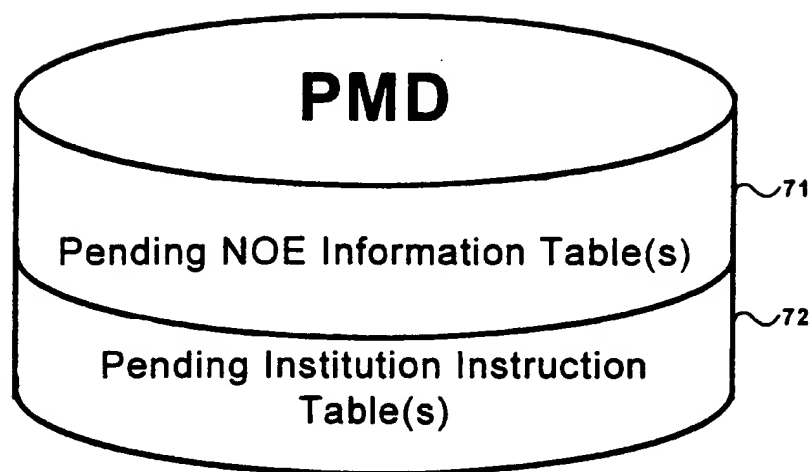 PMD
71
Pending NOE Information Table(s)
72
Pending Institution Instruction
Table(s)